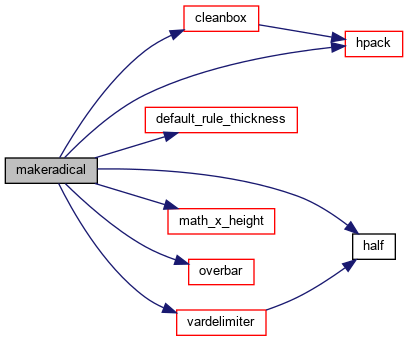 cleanbox
hpack
default_rule_thickness
makeradical
math_x_height
half
overbar
vardelimiter